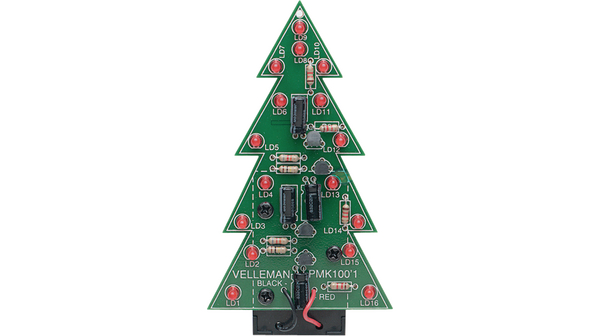 LD9
LD8
LD7
LD10
LD6
LD11
LD5
LD12
LD4
LD13
LD3
LD14
LD2
LD15
VELLEMAN PMK100'1
BLACK - RED
LD1
LD16